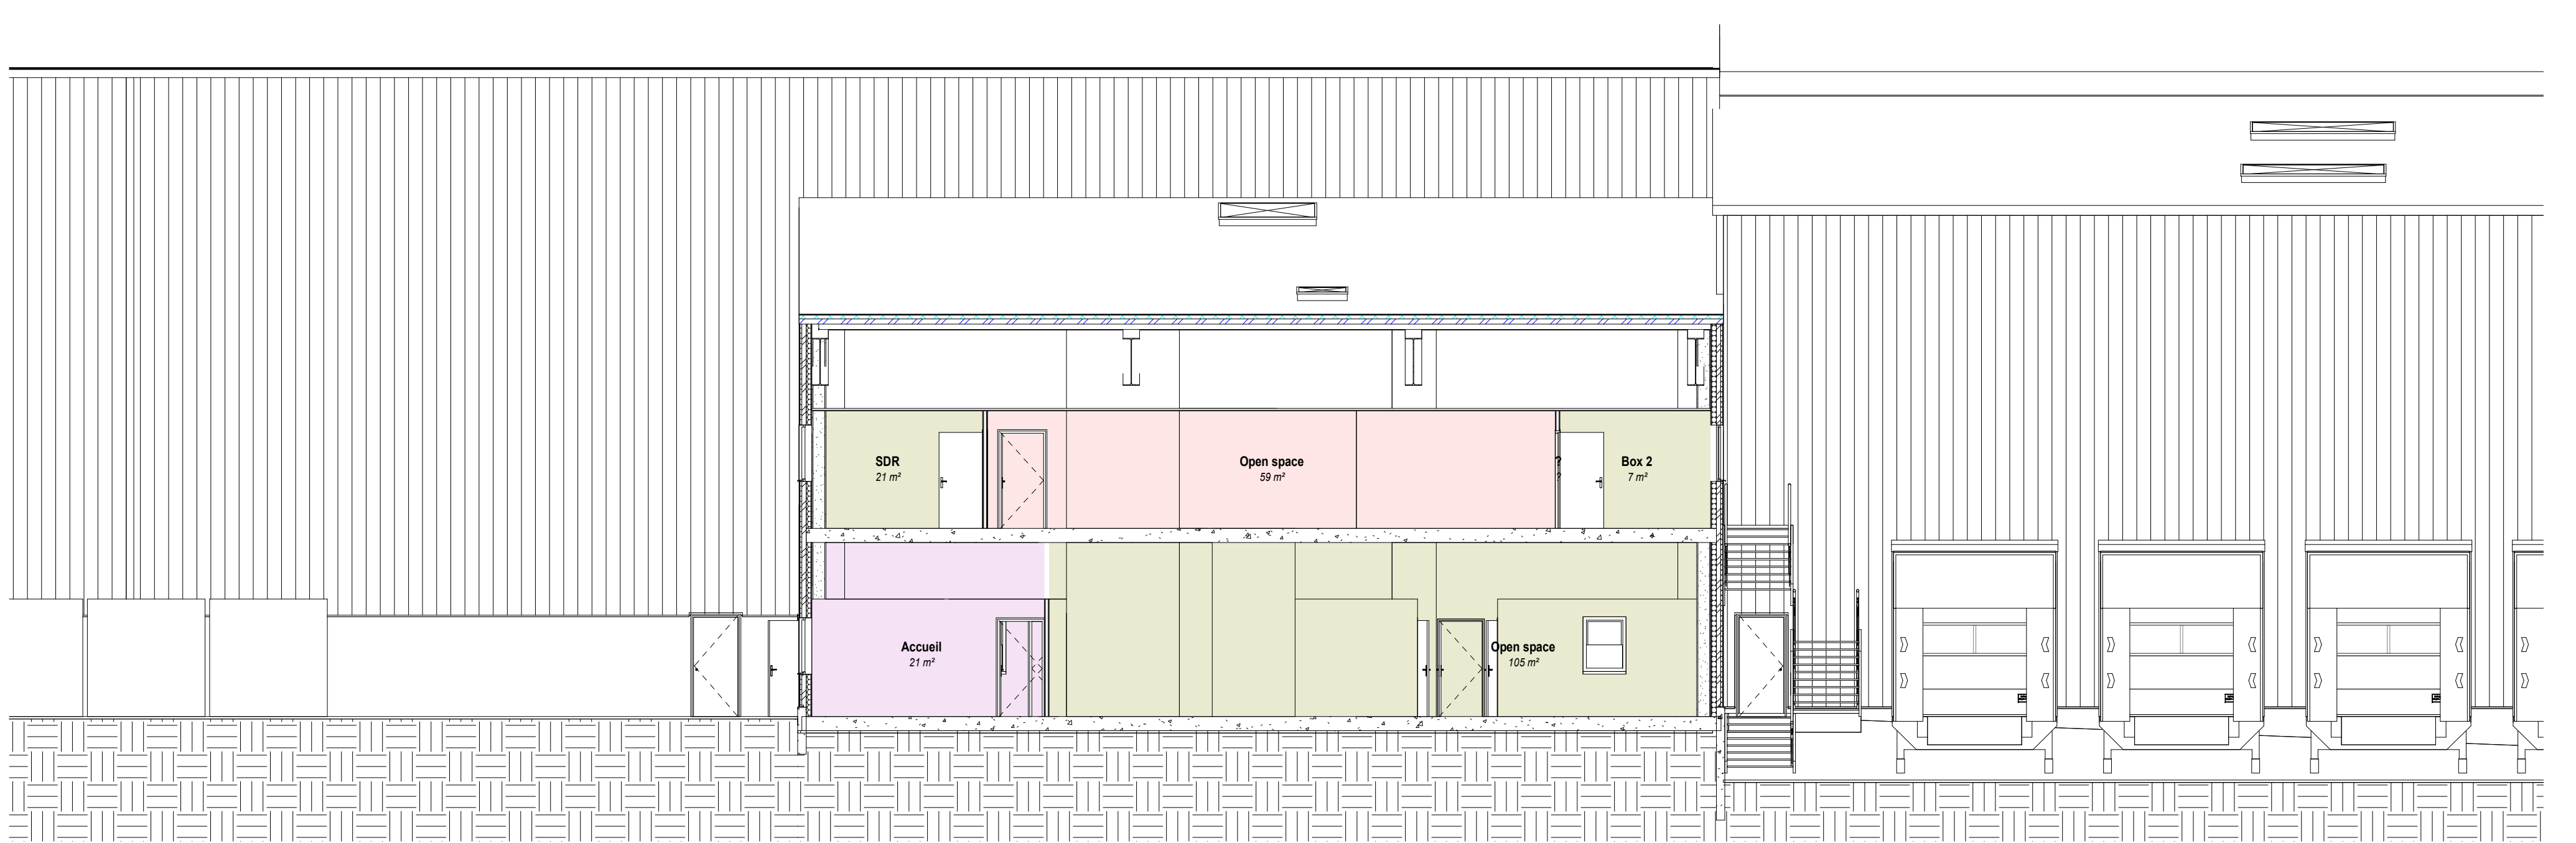 SDR
21 m²
Open space
59 m²
?
?
Box 2
7 m²
Accueil
21 m²
Open space
105 m²